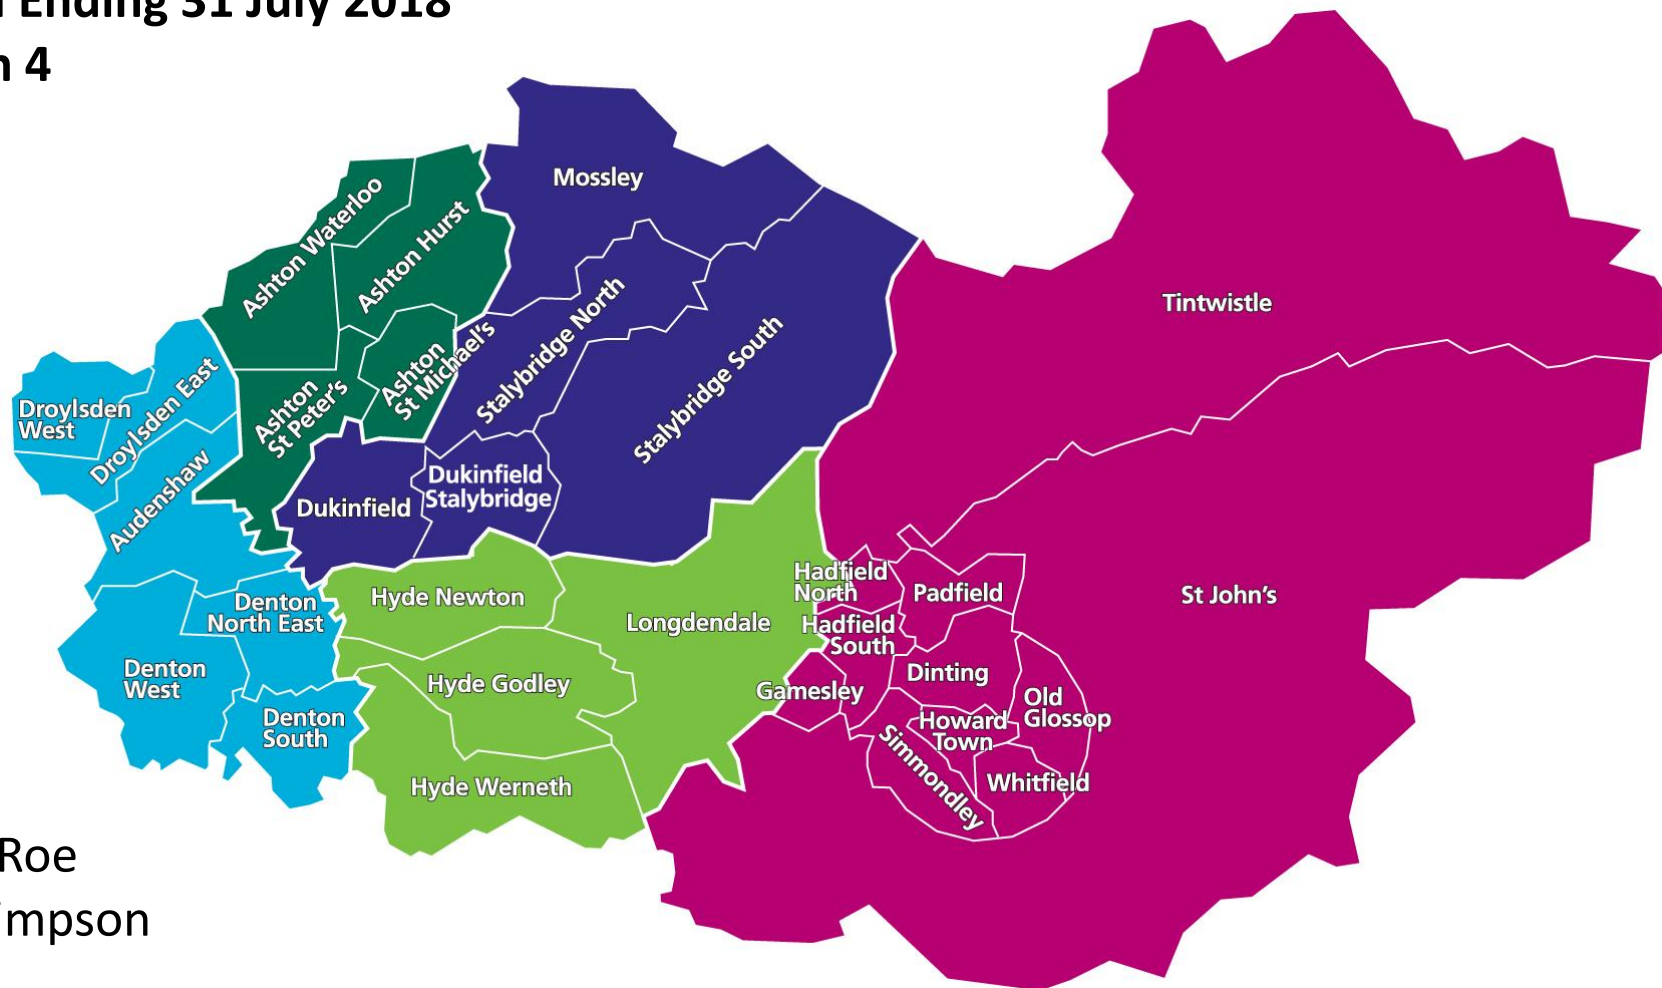 Ending 31 July 2018
4
Mossley
Ashton Waterloo
Ashton Hurst
Tintwistle
Stalybridge North
Ashton
St Michael's
Stalybridge South
Droylsden
West
Droylsden East
Ashton
St Peter's
Audenshaw
Dukinfield
Dukinfield
Stalybridge
Hadfield
North
Padfield
St John's
Hyde Newton
Denton
North East
Longdendale
Hadfield
South
Denton
West
Hyde Godley
Gamesley
Dinting
Old
Glossop
Denton
South
Howard
Town
Simmondley
Whitfield
Hyde Werneth
Roe
impson